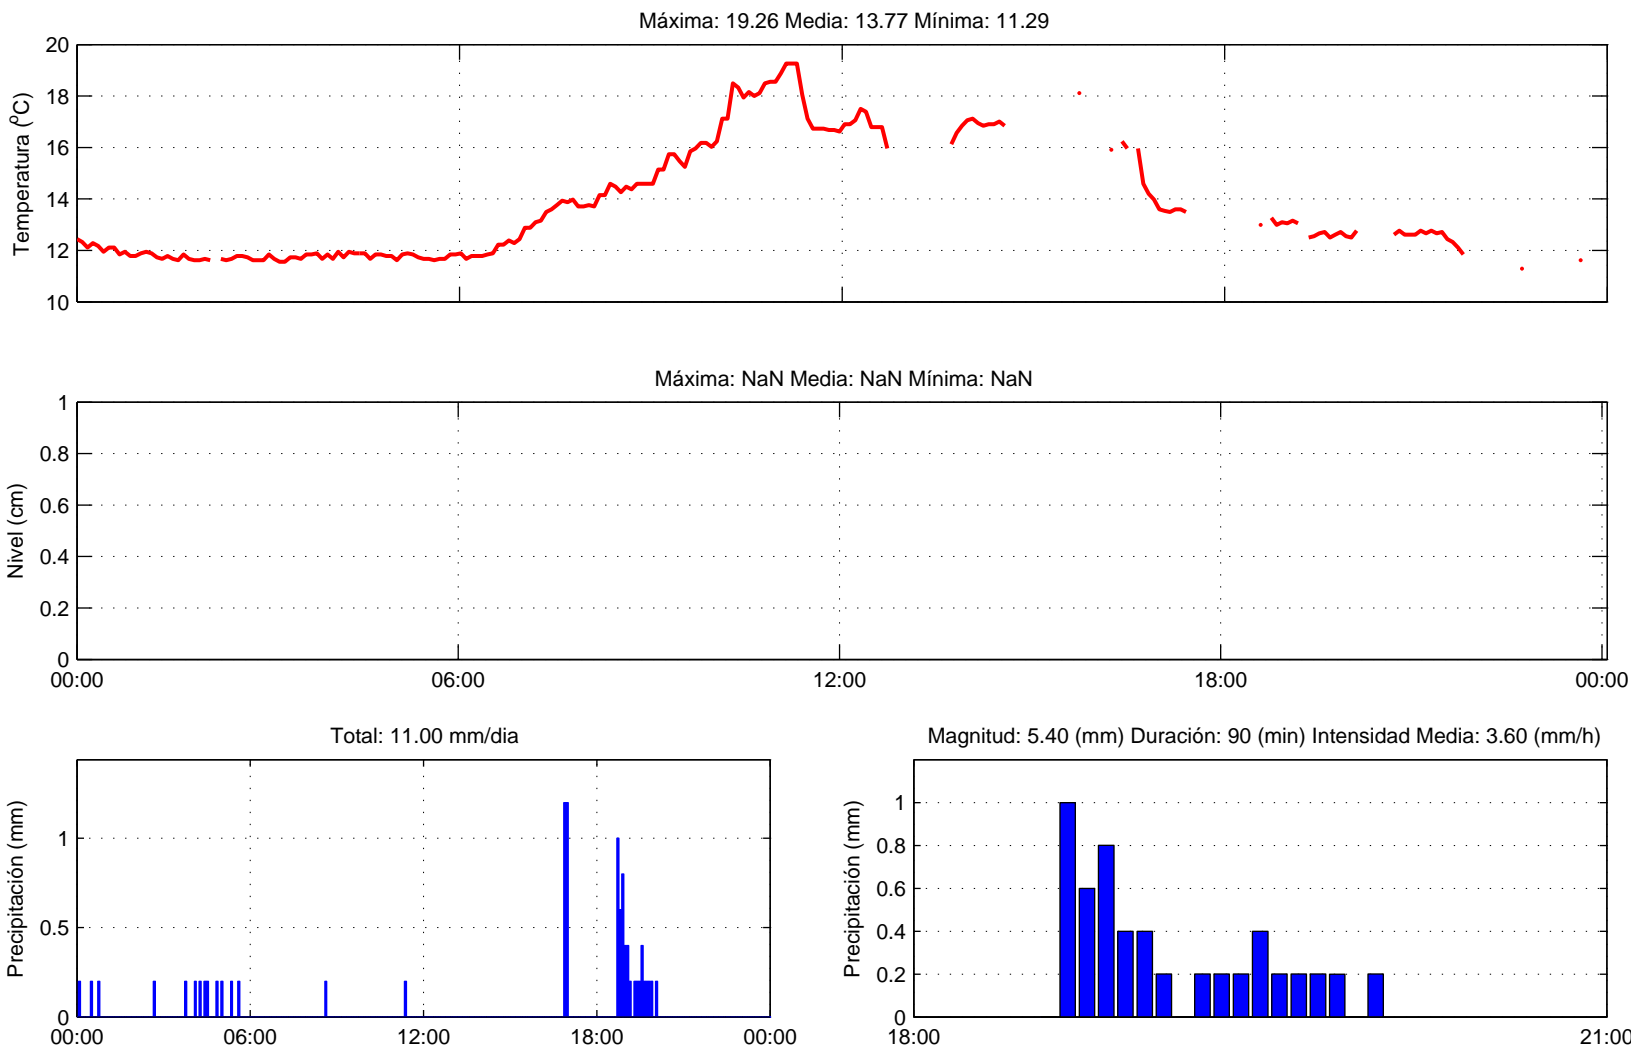 Máxima: 19.26 Media: 13.77 Mínima: 11.29
Temperatura (ºC)
20
18
16
14
12
10
Máxima: NaN Media: NaN Mínima: NaN
Nivel (cm)
1
0.8
0.6
0.4
0.2
0
00:00 06:00 12:00 18:00 00:00
Total: 11.00 mm/dia
Precipitación (mm)
1
0.5
0
00:00 06:00 12:00 18:00 00:00
Magnitud: 5.40 (mm) Duración: 90 (min) Intensidad Media: 3.60 (mm/h)
Precipitación (mm)
1
0.8
0.6
0.4
0.2
0
18:00 21:00